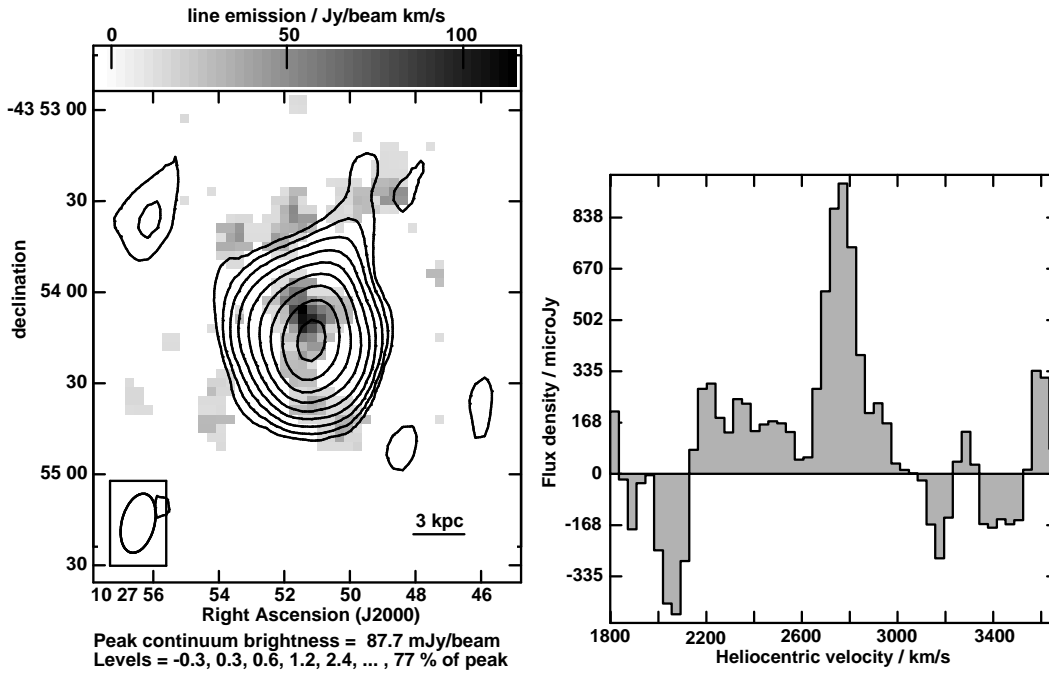 line emission / Jy/beam km/s
0 50 100
-43 53 00
30
54 00
30
55 00
30
declination
3 kpc
10 27 56 54 52 50 48 46
Right Ascension (J2000)
Peak continuum brightness = 87.7 mJy/beam
Levels = -0.3, 0.3, 0.6, 1.2, 2.4, ... , 77 % of peak
838
670
502
335
168
0
-168
-335
Flux density / microJy
1800 2200 2600 3000 3400
Heliocentric velocity / km/s